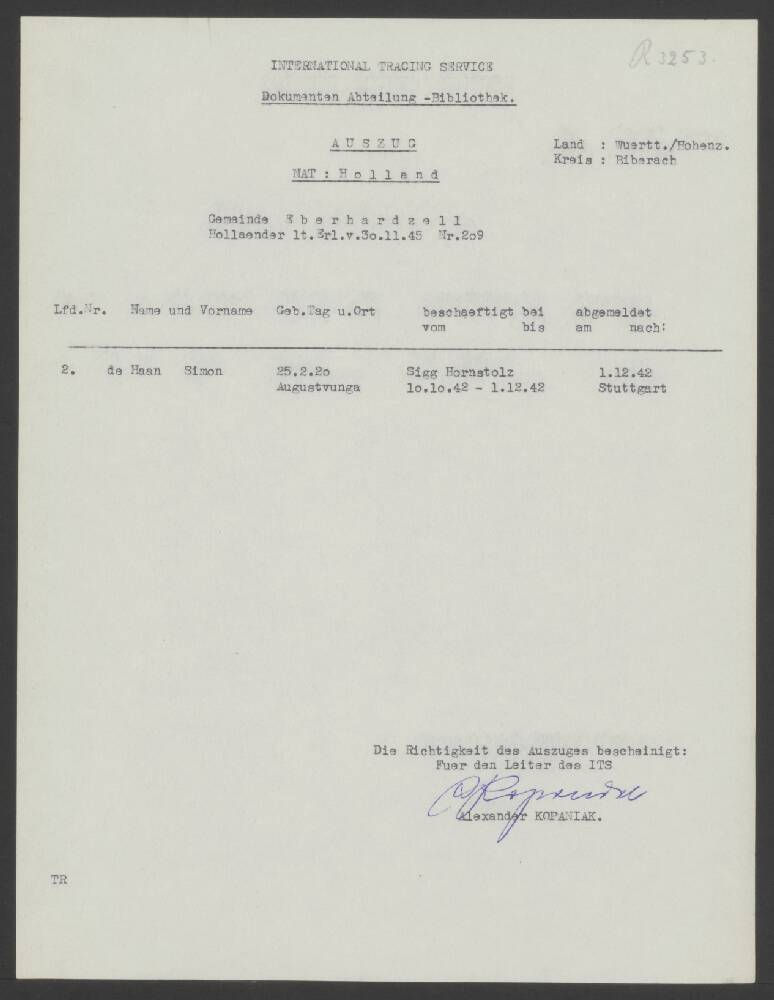 R 3253.
INTERNATIONAL TRACING SERVICE
Dokumenten Abteilung -Bibliothek.
A U S Z U G
Land : Wuertt./Hohenz.
Kreis : Biberach
NAT : H o l l a n d
Gemeinde E b e r h a r d z e l l
Hollaender lt.Erl.v.3o.11.45 Nr.2o9
Lfd.Nr. Name und Vorname Geb.Tag u.Ort beschaeftigt bei abgemeldet
vom bis am nach:
2. de Haan Simon 25.2.2o Sigg Hornstolz 1.12.42
Augustvunga 1o.1o.42 - 1.12.42 Stuttgart
Die Richtigkeit des Auszuges bescheinigt:
Fuer den Leiter des ITS
Alexander KOPANIAK.
TR